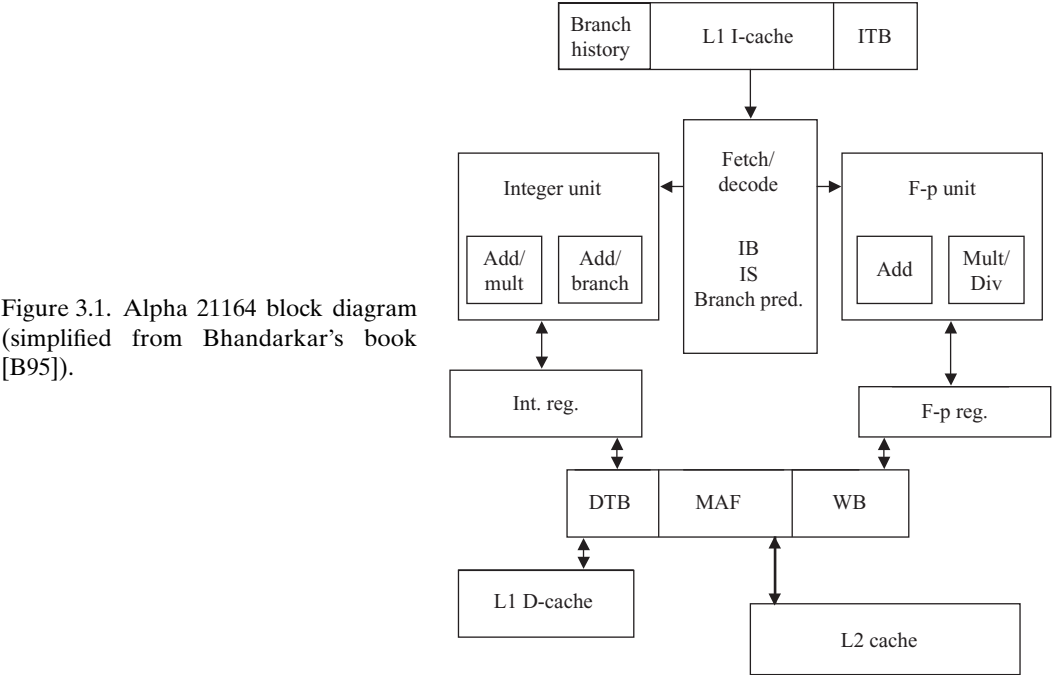 Branch
history
L1 I-cache
ITB
Fetch/
decode
IB
IS
Branch pred.
Integer unit
Add/
mult
Add/
branch
F-p unit
Add
Mult/
Div
Figure 3.1. Alpha 21164 block diagram
(simplified from Bhandarkar's book
[B95]).
Int. reg.
F-p reg.
DTB
MAF
WB
L1 D-cache
L2 cache